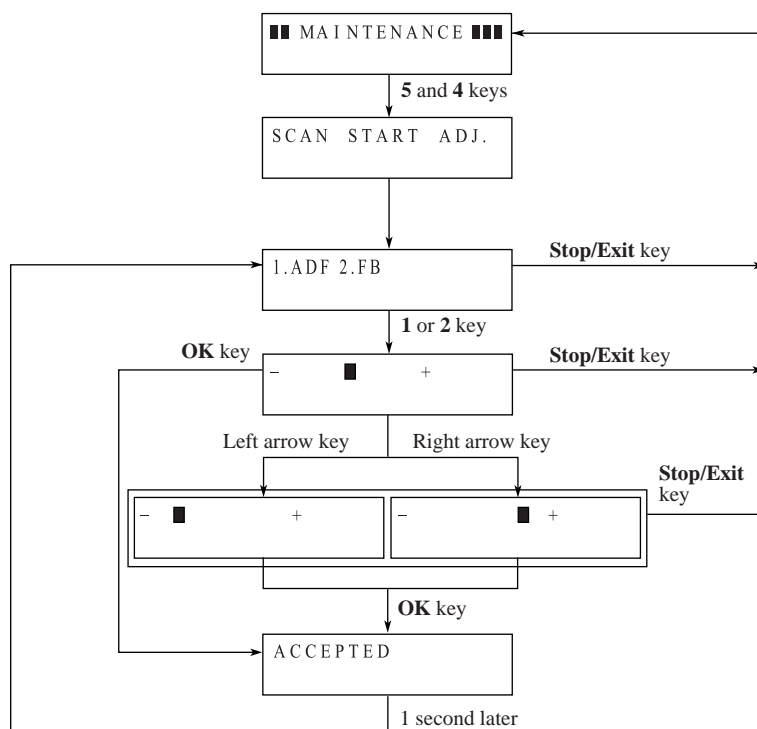 ■■ MAINTENANCE ■■■
5 and 4 keys
SCAN START ADJ.
1.ADF 2.FB
Stop/Exit key
1 or 2 key
OK key
– ■ +
Stop/Exit key
Left arrow key
Right arrow key
Stop/Exit
key
– ■ +
– ■ +
OK key
ACCEPTED
1 second later